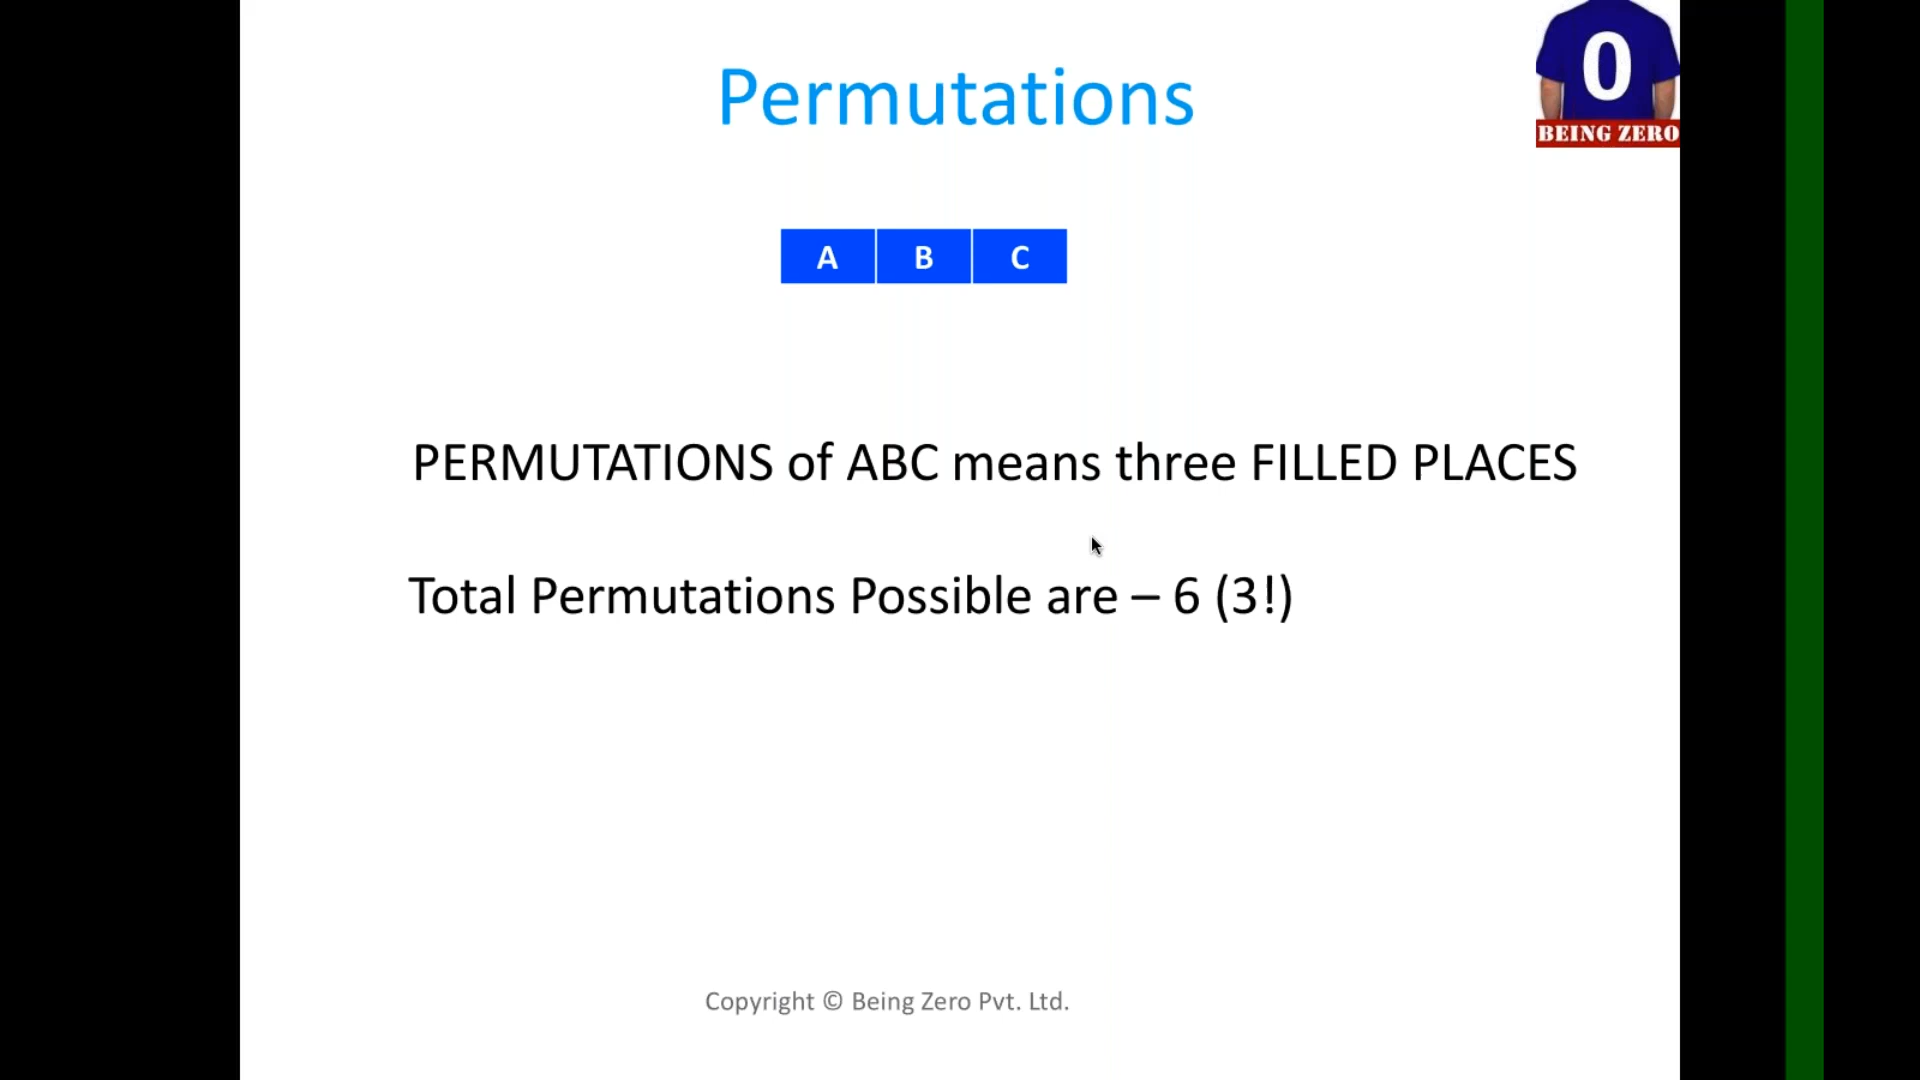 Permutations
0
BEING ZERO
A B C
PERMUTATIONS of ABC means three FILLED PLACES
Total Permutations Possible are – 6 (3!)
Copyright © Being Zero Pvt. Ltd.